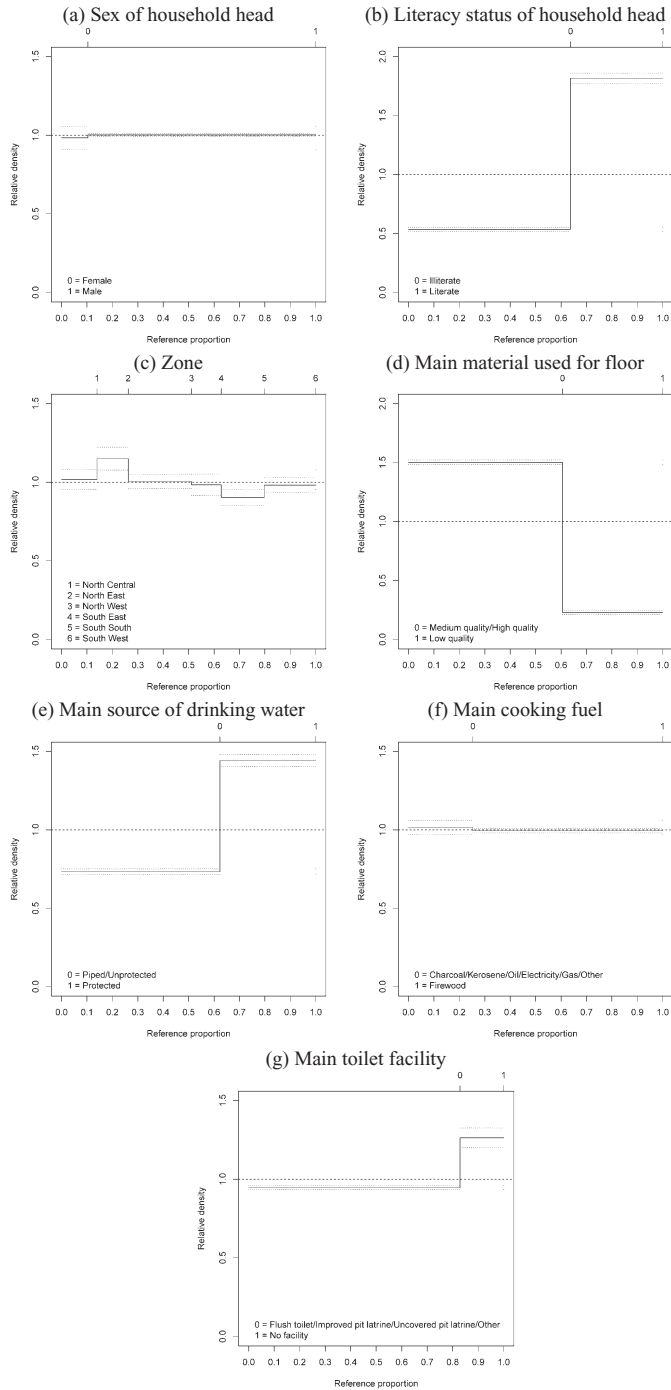 (a) Sex of household head
0 1
Relative density
1.5
1.0
0.5
0.0
0 = Female
1 = Male
0.0 0.1 0.2 0.3 0.4 0.5 0.6 0.7 0.8 0.9 1.0
Reference proportion
(b) Literacy status of household head
0 1
Relative density
2.0
1.5
1.0
0.5
0.0
0 = Illiterate
1 = Literate
0.0 0.1 0.2 0.3 0.4 0.5 0.6 0.7 0.8 0.9 1.0
Reference proportion
(c) Zone
1 2 3 4 5 6
Relative density
1.5
1.0
0.5
0.0
1 = North Central
2 = North East
3 = North West
4 = South East
5 = South South
6 = South West
0.0 0.1 0.2 0.3 0.4 0.5 0.6 0.7 0.8 0.9 1.0
Reference proportion
(d) Main material used for floor
0 1
Relative density
2.0
1.5
1.0
0.5
0.0
0 = Medium quality/High quality
1 = Low quality
0.0 0.1 0.2 0.3 0.4 0.5 0.6 0.7 0.8 0.9 1.0
Reference proportion
(e) Main source of drinking water
0 1
Relative density
1.5
1.0
0.5
0.0
0 = Piped/Unprotected
1 = Protected
0.0 0.1 0.2 0.3 0.4 0.5 0.6 0.7 0.8 0.9 1.0
Reference proportion
(f) Main cooking fuel
0 1
Relative density
1.5
1.0
0.5
0.0
0 = Charcoal/Kerosene/Oil/Electricity/Gas/Other
1 = Firewood
0.0 0.1 0.2 0.3 0.4 0.5 0.6 0.7 0.8 0.9 1.0
Reference proportion
(g) Main toilet facility
0 1
Relative density
1.5
1.0
0.5
0.0
0 = Flush toilet/Improved pit latrine/Uncovered pit latrine/Other
1 = No facility
0.0 0.1 0.2 0.3 0.4 0.5 0.6 0.7 0.8 0.9 1.0
Reference proportion